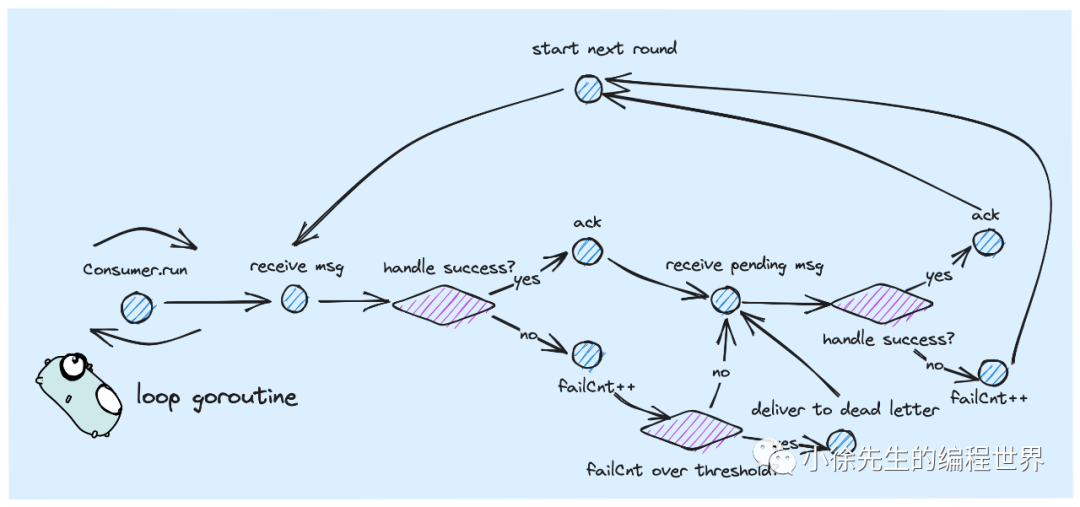 start next round
ack
ack
Consumer.run
receive msg
handle success?
yes
receive pending msg
yes
no
handle success?
no
failCnt++
no
failCnt++
loop goroutine
deliver to dead letter
yes
failCnt over threshold?
小徐先生的编程世界